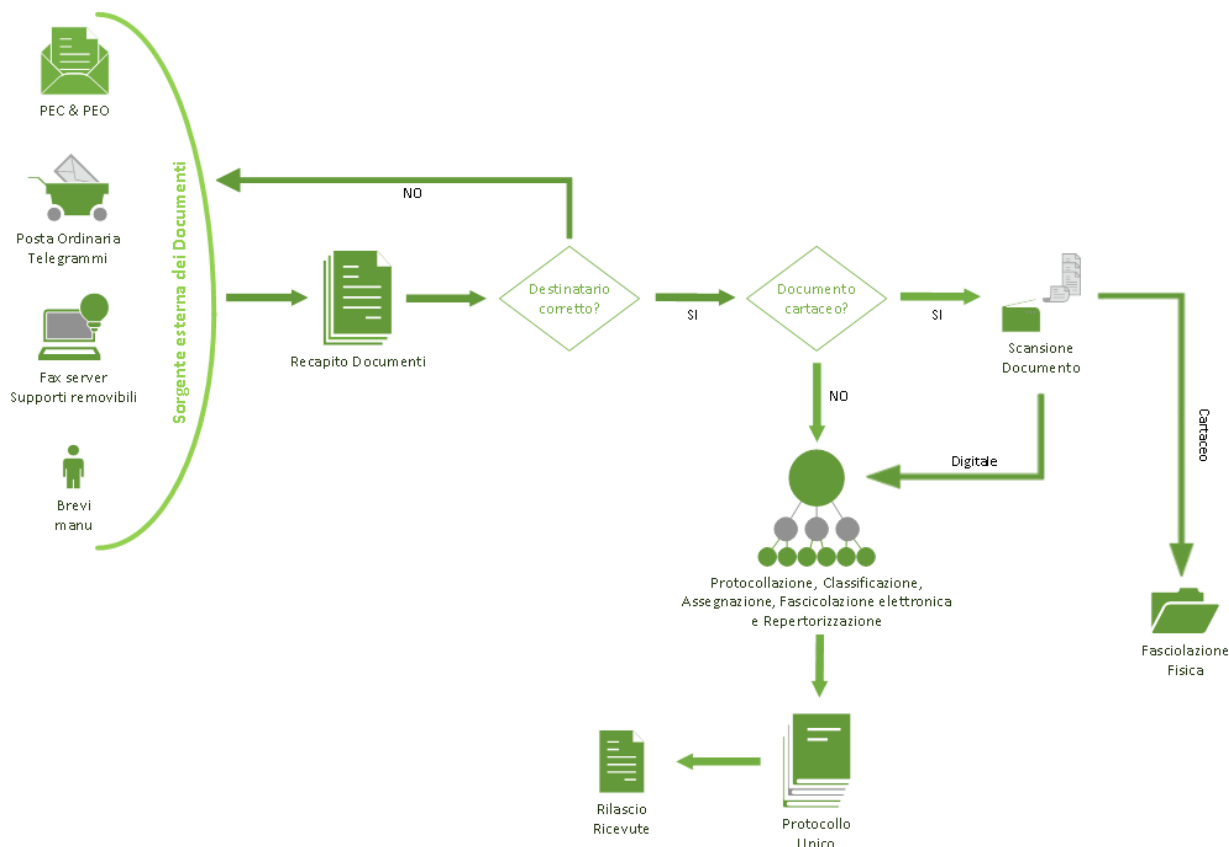 PEC & PEO
Posta Ordinaria
Telegrammi
Fax server
Supporti removibili
Brevi
manu
Sorgente esterna dei Documenti
NO
Recapito Documenti
Destinatario
corretto?
SI
Documento
cartaceo?
SI
Scansione
Documento
NO
Digitale
Cartaceo
Protocollazione, Classificazione,
Assegnazione, Fascicolazione elettronica
e Repertorizzazione
Fasciolazione
Fisica
Rilascio
Ricevute
Protocollo
Unico